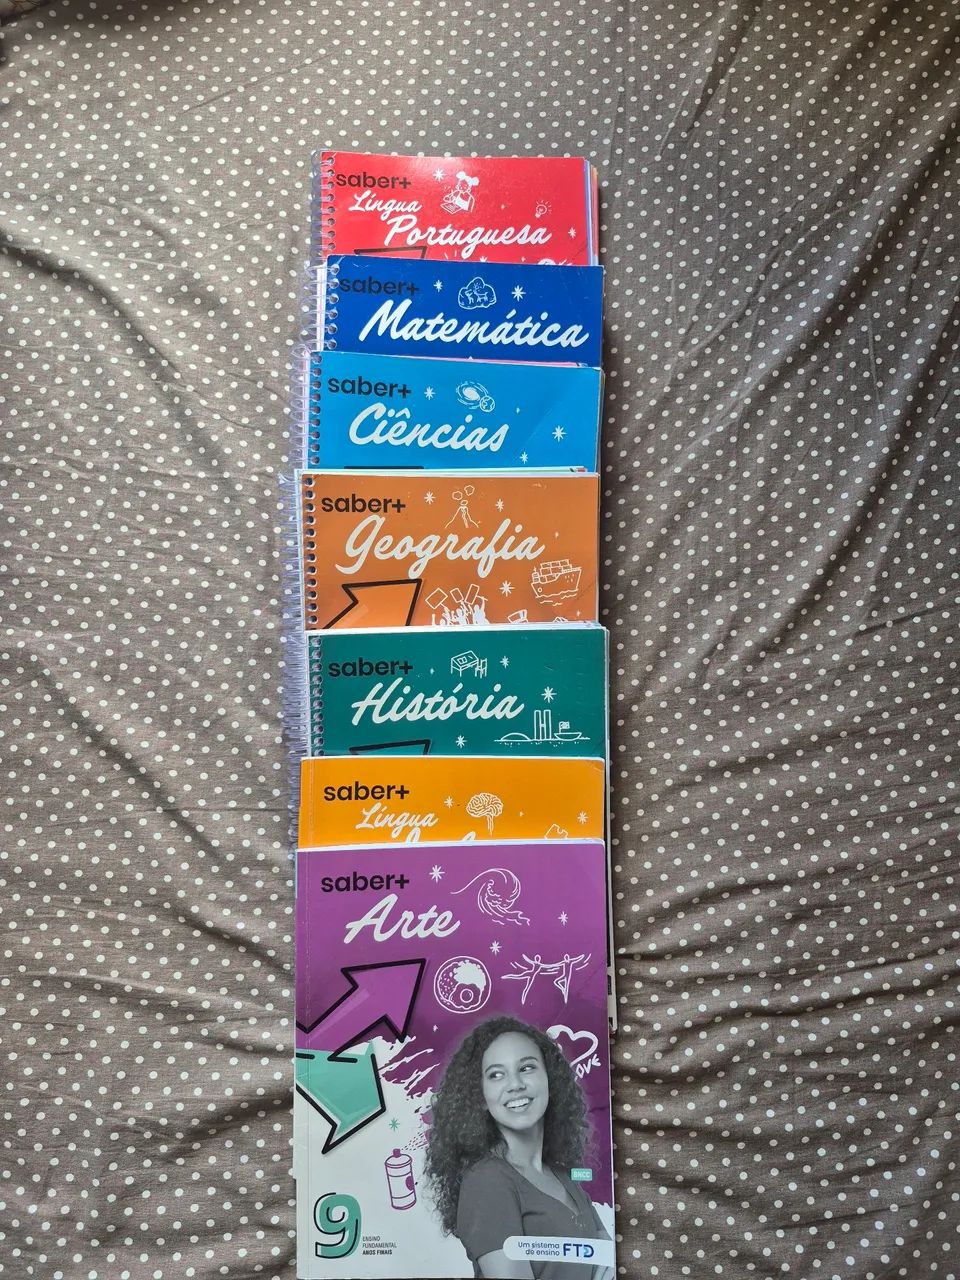 saber+
Língua
Portuguesa
saber+
Matemática
saber+
Ciências
saber+
Geografia
saber+
História
saber+
Língua
saber+
Arte
LOVE
BNCC
9
ENSINO
FUNDAMENTAL
ANOS FINAIS
Um sistema
de ensino FTD